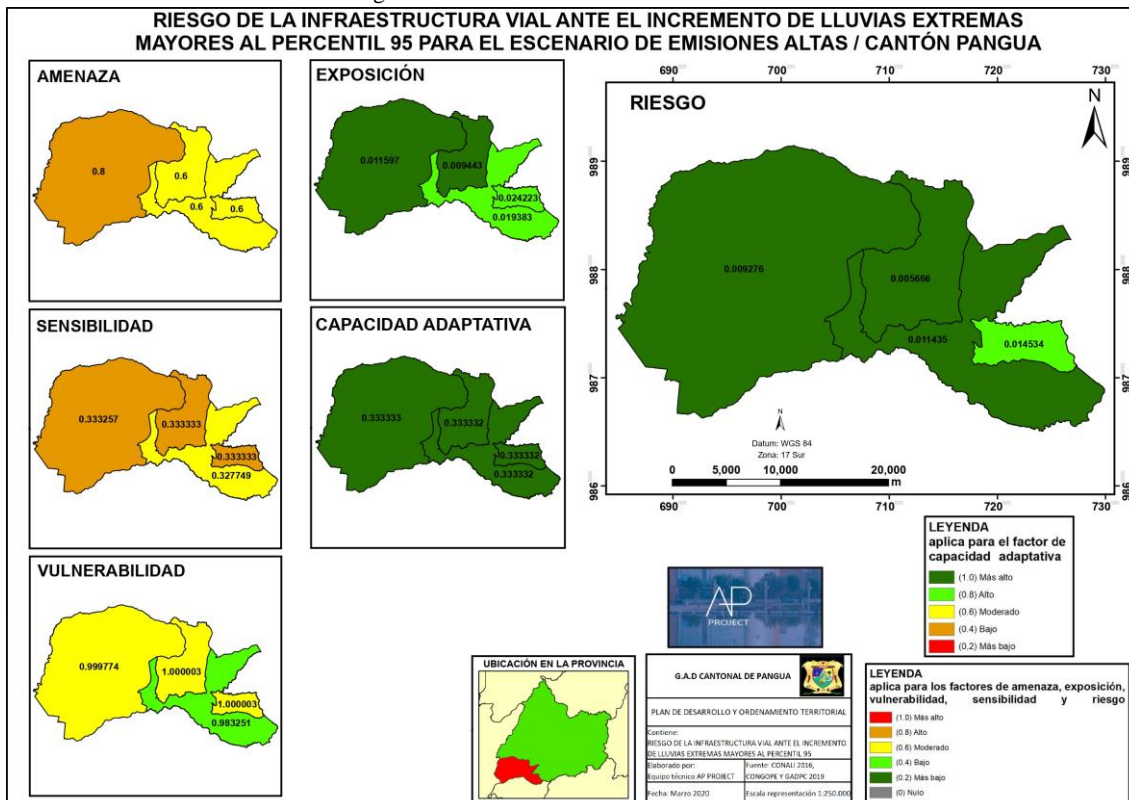 RIESGO DE LA INFRAESTRUCTURA VIAL ANTE EL INCREMENTO DE LLUVIAS EXTREMAS
MAYORES AL PERCENTIL 95 PARA EL ESCENARIO DE EMISIONES ALTAS / CANTÓN PANGUA
AMENAZA
0.8
0.6
0.6
0.6
EXPOSICIÓN
0.011597
0.009443
0.024223
0.019383
SENSIBILIDAD
0.333257
0.333333
0.333333
0.327749
CAPACIDAD ADAPTATIVA
0.333333
0.333332
0.333332
0.333332
VULNERABILIDAD
0.999774
1.000003
1.000003
0.983251
RIESGO
690
700
710
720
730
N
989
988
987
986
989
988
987
986
0.009276
0.005666
0.011435
0.014534
N
Datum: WGS 84
Zona: 17 Sur
0 5,000 10,000 20,000
m
690
700
710
720
730
LEYENDA
aplica para el factor de
capacidad adaptativa
(1.0) Más alto
(0.8) Alto
(0.6) Moderado
(0.4) Bajo
(0,2) Más bajo
AP
PROJECT
UBICACIÓN EN LA PROVINCIA
G.A.D CANTONAL DE PANGUA
PLAN DE DESARROLLO Y ORDENAMIENTO TERRITORIAL
Contiene:
RIESGO DE LA INFRAESTRUCTURA VIAL ANTE EL INCREMENTO
DE LLUVIAS EXTREMAS MAYORES AL PERCENTIL 95
Elaborado por:
Equipo técnico AP PROJECT
Fuente: CONALI 2016,
CONGOPE Y GADPC 2019
Fecha: Marzo 2020
Escala representación 1:250.000
LEYENDA
aplica para los factores de amenaza, exposición,
vulnerabilidad, sensibilidad y riesgo
(1.0) Más alto
(0.8) Alto
(0.6) Moderado
(0.4) Bajo
(0.2) Más bajo
(0) Nulo